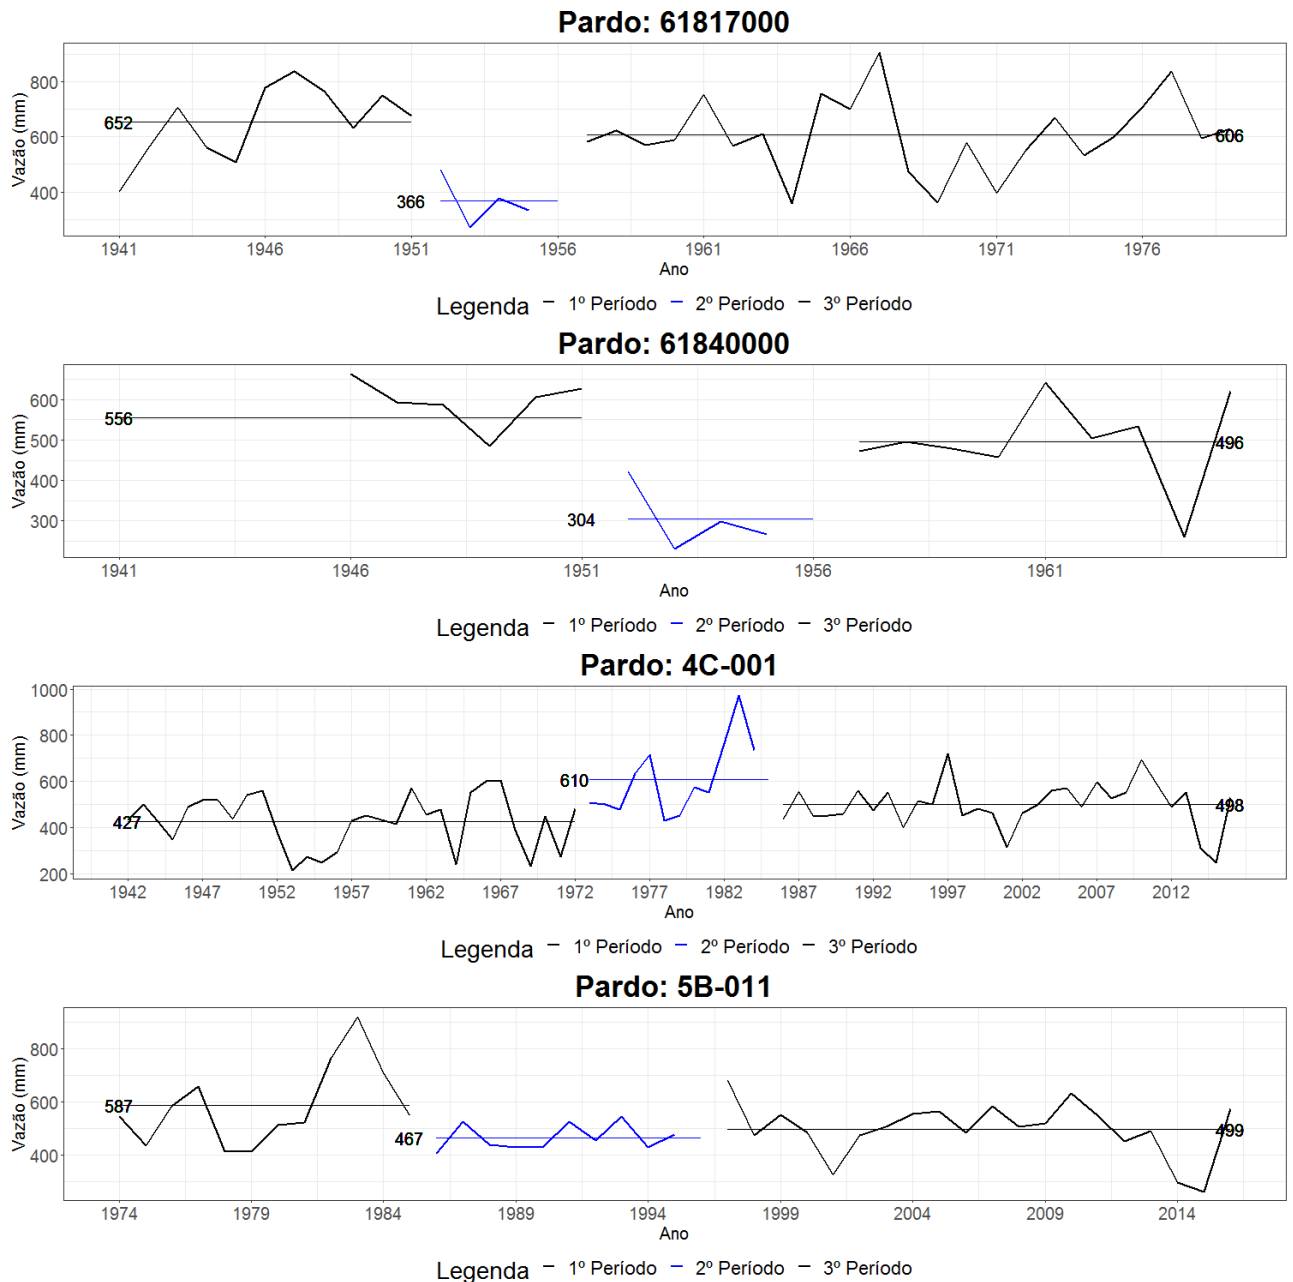 Pardo: 61817000
Vazão (mm)
800
600
400
652
366
606
1941 1946 1951 1956 1961 1966 1971 1976
Ano
Legenda 1º Período 2º Período 3º Período
Pardo: 61840000
Vazão (mm)
600
500
400
300
556
304
496
1941 1946 1951 1956 1961
Ano
Legenda 1º Período 2º Período 3º Período
Pardo: 4C-001
Vazão (mm)
1000
800
600
400
200
427
610
498
1942 1947 1952 1957 1962 1967 1972 1977 1982 1987 1992 1997 2002 2007 2012
Ano
Legenda 1º Período 2º Período 3º Período
Pardo: 5B-011
Vazão (mm)
800
600
400
587
467
499
1974 1979 1984 1989 1994 1999 2004 2009 2014
Ano
Legenda 1º Período 2º Período 3º Período